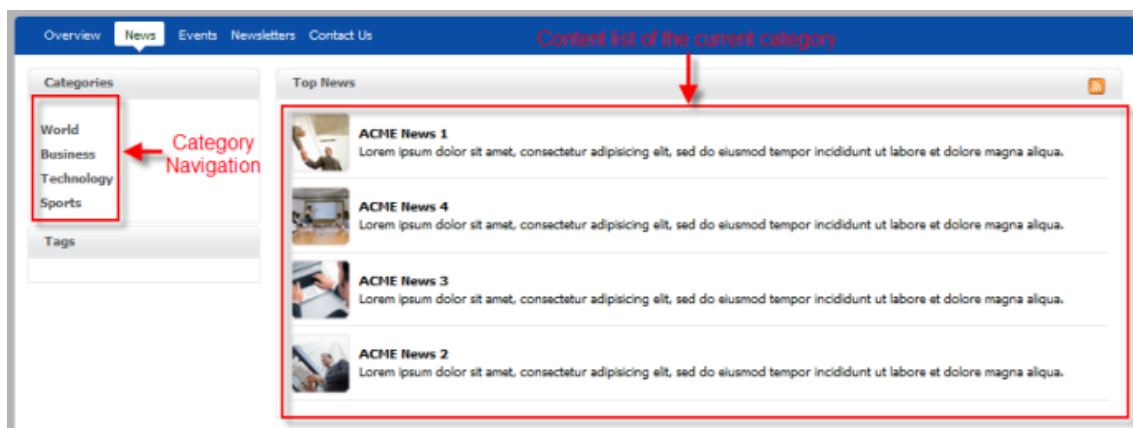 Overview News Events Newsletters Contact Us
Content list of the current category
Categories
World
Business
Technology
Sports
Category
Navigation
Tags
Top News
ACME News 1
Lorem ipsum dolor sit amet, consectetur adipisicing elit, sed do eiusmod tempor incididunt ut labore et dolore magna aliqua.
ACME News 4
Lorem ipsum dolor sit amet, consectetur adipisicing elit, sed do eiusmod tempor incididunt ut labore et dolore magna aliqua.
ACME News 3
Lorem ipsum dolor sit amet, consectetur adipisicing elit, sed do eiusmod tempor incididunt ut labore et dolore magna aliqua.
ACME News 2
Lorem ipsum dolor sit amet, consectetur adipisicing elit, sed do eiusmod tempor incididunt ut labore et dolore magna aliqua.